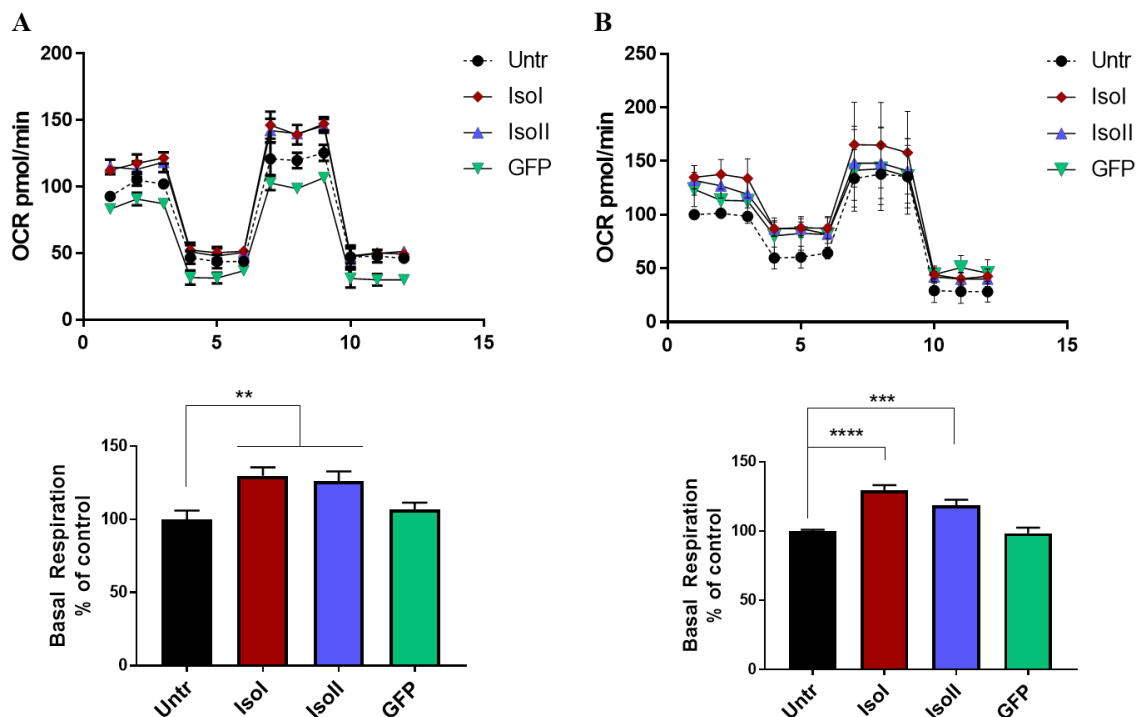 A
OCR pmol/min
200
150
100
50
0
0
5
10
15
Untr
IsoI
IsoII
GFP
B
OCR pmol/min
250
200
150
100
50
0
0
5
10
15
Untr
IsoI
IsoII
GFP
**
Basal Respiration
% of control
150
100
50
0
Untr
IsoI
IsoII
GFP
***
****
Basal Respiration
% of control
150
100
50
0
Untr
IsoI
IsoII
GFP